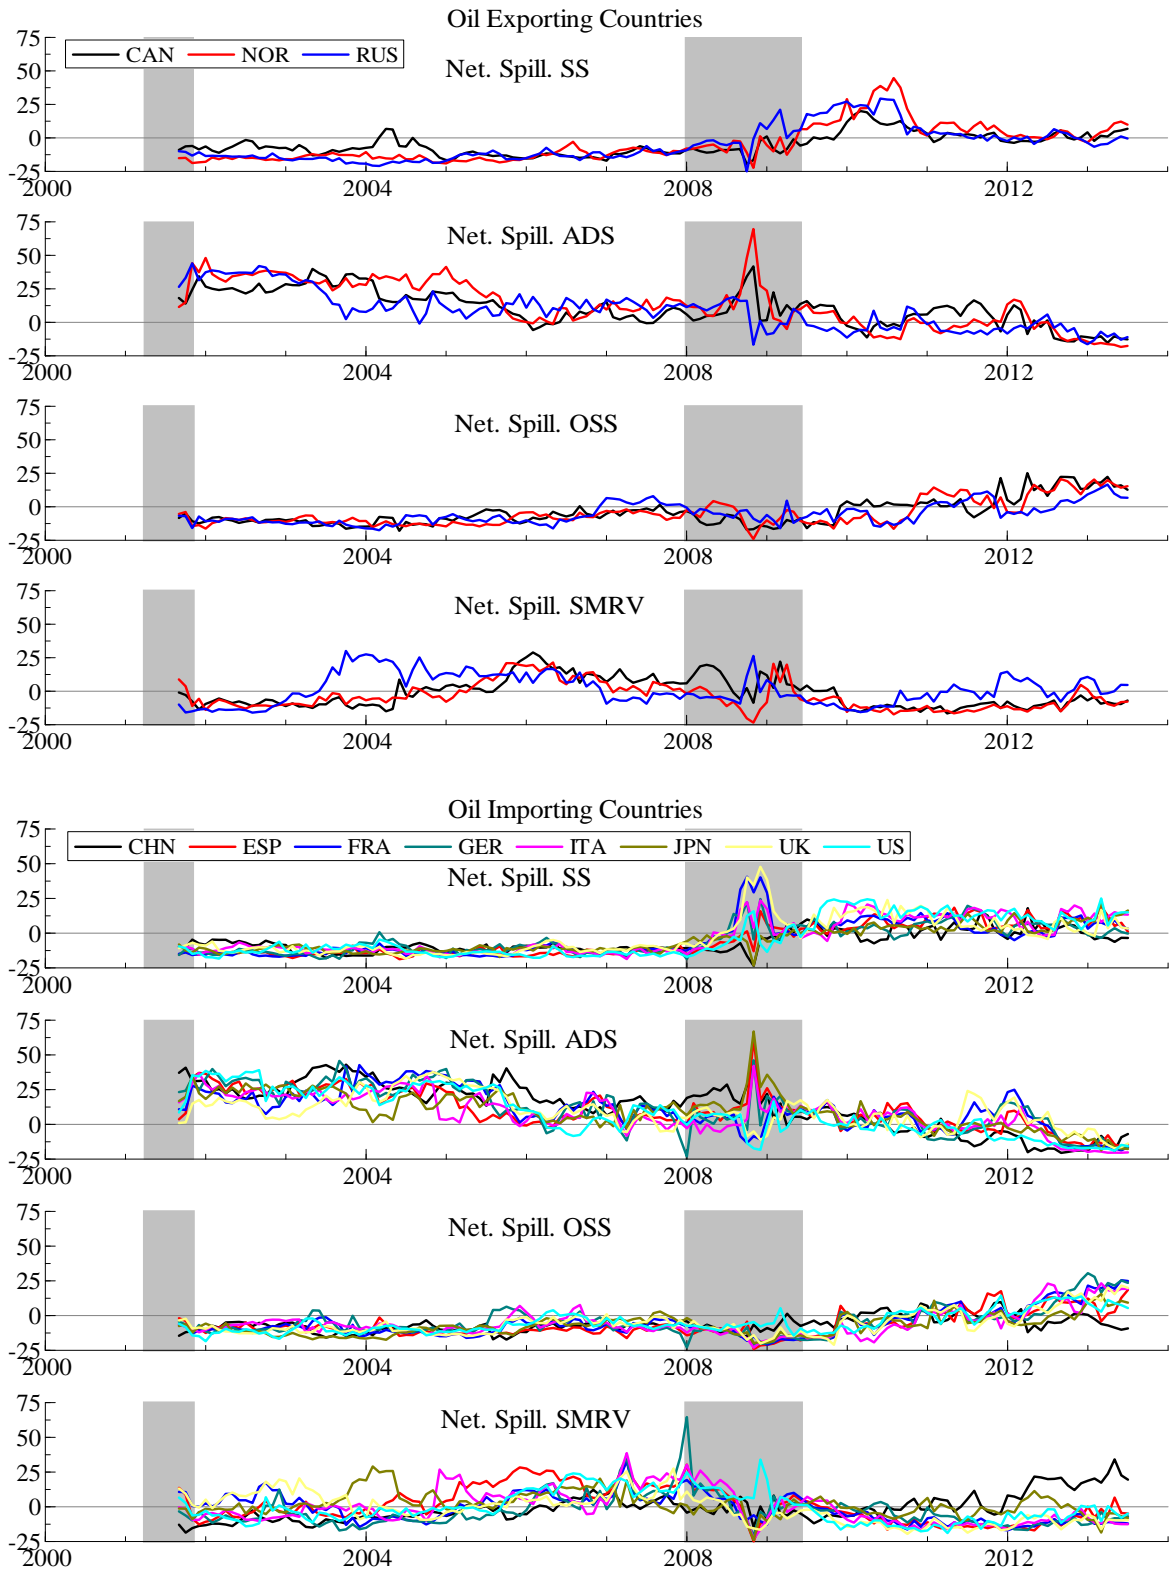 Oil Exporting Countries
75
CAN NOR RUS
Net. Spill. SS
50
25
0
-25
2000 2004 2008 2012
75
Net. Spill. ADS
50
25
0
-25
2000 2004 2008 2012
75
Net. Spill. OSS
50
25
0
-25
2000 2004 2008 2012
75
Net. Spill. SMRV
50
25
0
-25
2000 2004 2008 2012
Oil Importing Countries
75
CHN ESP FRA GER ITA JPN UK US
Net. Spill. SS
50
25
0
-25
2000 2004 2008 2012
75
Net. Spill. ADS
50
25
0
-25
2000 2004 2008 2012
75
Net. Spill. OSS
50
25
0
-25
2000 2004 2008 2012
75
Net. Spill. SMRV
50
25
0
-25
2000 2004 2008 2012